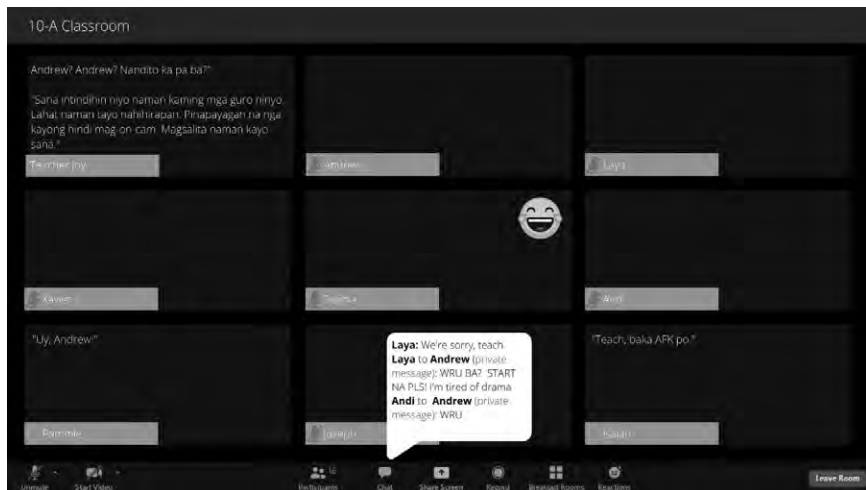 10-A Classroom
Andrew? Andrew? Nandito ka pa ba?"
"Sana intindihin niyo naman kaming mga guro ninyo.
Lahat naman tayo nahihirapan. Pinapayagan na nga
kayong hindi mag on cam. Magsalita naman kayo
sana."
Teacher Joy
Andrew
Laya
Xavier
Andi
"Uy, Andrew!"
"Teach, baka AFK po."
Laya: We're sorry, teach
Laya to Andrew (private
message): WRU BA? START
NA PLS! I'm tired of drama
Andi to Andrew (private
message): WRU
Pammie
Joseph
Unmute
Start Video
Participants
Chat
Share Screen
Record
Breakout Rooms
Reactions
Leave Room